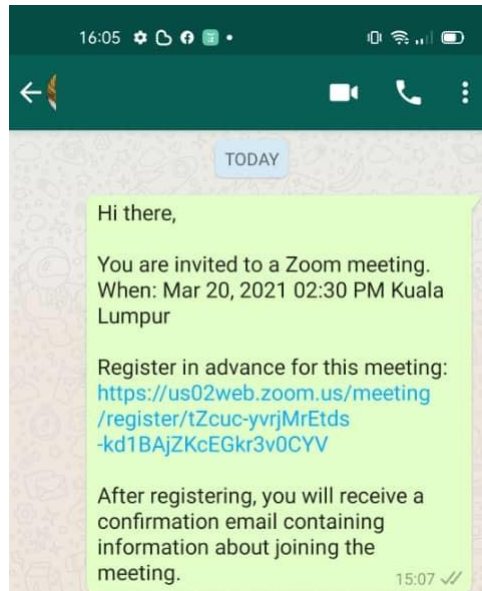 16:05
TODAY
Hi there,
You are invited to a Zoom meeting.
When: Mar 20, 2021 02:30 PM Kuala
Lumpur
Register in advance for this meeting:
https://us02web.zoom.us/meeting
/register/tZcuc-yvrjMrEtds
-kd1BAjZKcEGkr3v0CYV
After registering, you will receive a
confirmation email containing
information about joining the
meeting.
15:07